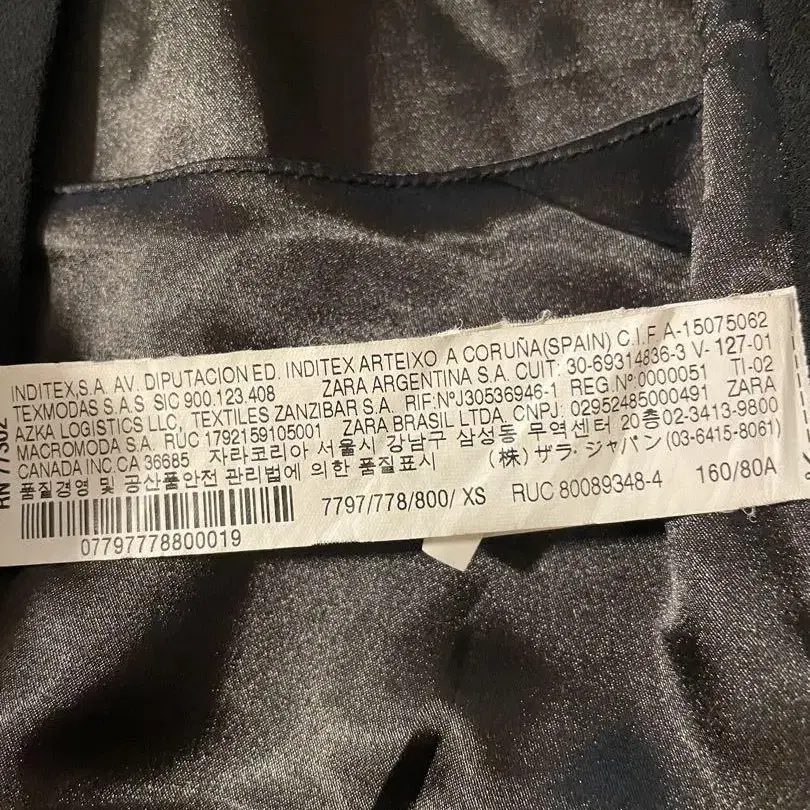 RN 77302
INDITEX,S.A. AV. DIPUTACION ED. INDITEX ARTEIXO A CORUÑA(SPAIN) C.I.F A-15075062
TEXMODAS S.A.S SIC 900.123.408 ZARA ARGENTINA S.A. CUIT: 30-69314836-3 V- 127-01
AZKA LOGISTICS LLC, TEXTILES ZANZIBAR S.A. RIF:NºJ30536946-1 REG.Nº 0000051 TI-02
MACROMODA S.A. RUC 1792159105001 ZARA BRASIL LTDA, CNPJ: 02952485000491 ZARA
CANADA INC.CA 36685 자라코리아 서울시 강남구 삼성동 무역센터 20층02-3413-9800
품질경영 및 공산품안전 관리법에 의한 품질표시 (株) ザラ・ジャパン (03-6415-8061)
7797/778/800/ XS RUC 80089348-4 160/80A
07797778800019